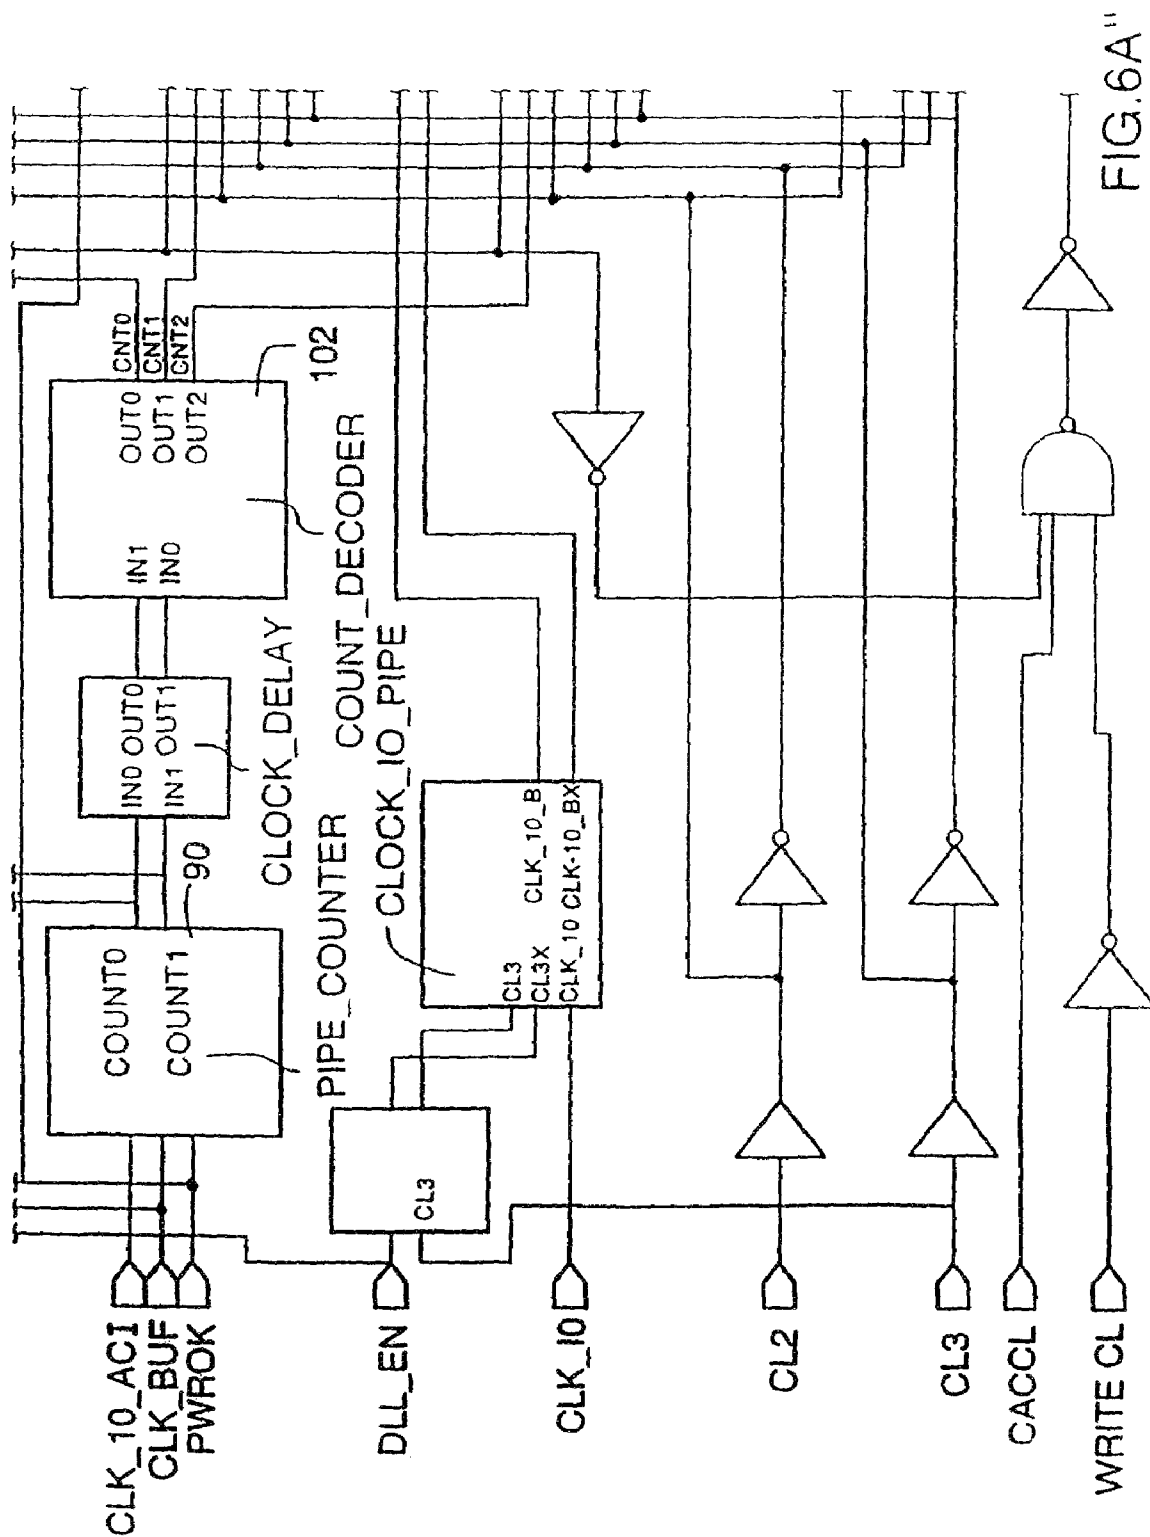 CLK_10_ACI
CLK_BUF
PWROK
DLL_EN
CLK_I0
CL2
CL3
CACCL
WRITE CL
COUNT0
COUNT1
90
PIPE_COUNTER
IN0 OUT0
IN1 OUT1
CLOCK_DELAY
IN1
IN0
OUT0
OUT1
OUT2
CNT0
CNT1
CNT2
102
COUNT_DECODER
CLOCK_IO_PIPE
CL3
CL3
CL3X
CLK_10
CLK_10_B
CLK-10_BX
FIG.6A"